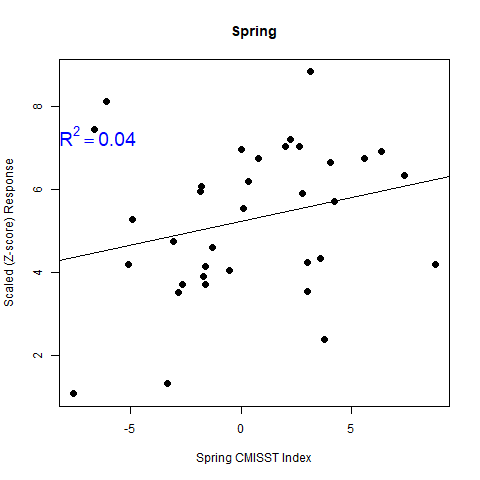 Spring
R² = 0.04
Scaled (Z-score) Response
8
6
4
2
-5 0 5
Spring CMISST Index